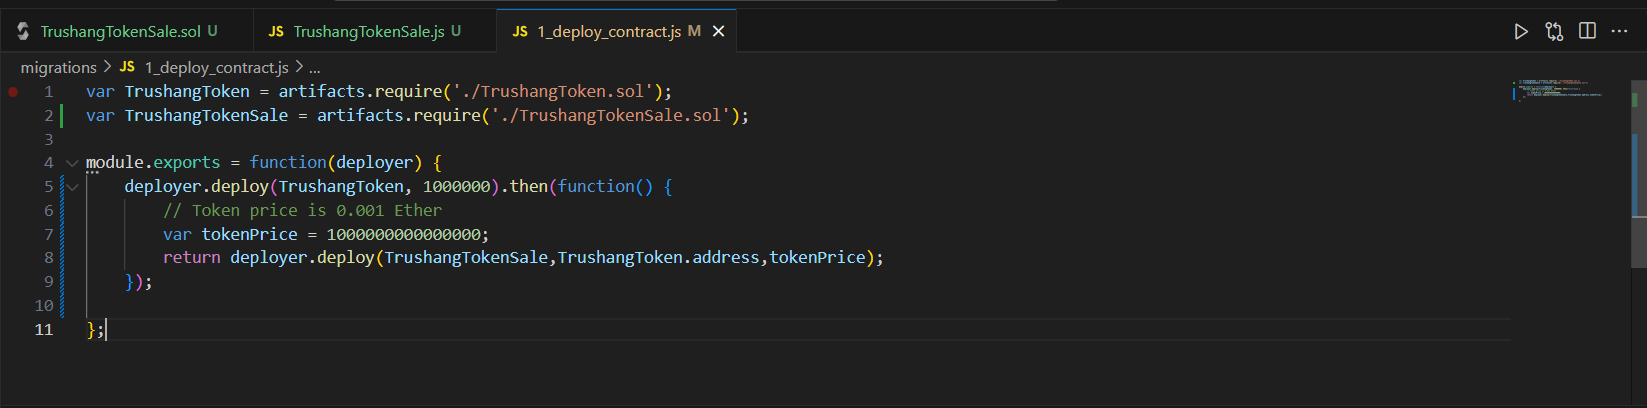 TrushangTokenSale.sol U JS TrushangTokenSale.js U JS 1_deploy_contract.js M
migrations > JS 1_deploy_contract.js > ...
1 var TrushangToken = artifacts.require('./TrushangToken.sol');
2 var TrushangTokenSale = artifacts.require('./TrushangTokenSale.sol');
3
4 module.exports = function(deployer) {
5 deployer.deploy(TrushangToken, 1000000).then(function() {
6 // Token price is 0.001 Ether
7 var tokenPrice = 1000000000000000;
8 return deployer.deploy(TrushangTokenSale,TrushangToken.address,tokenPrice);
9 });
10
11 };